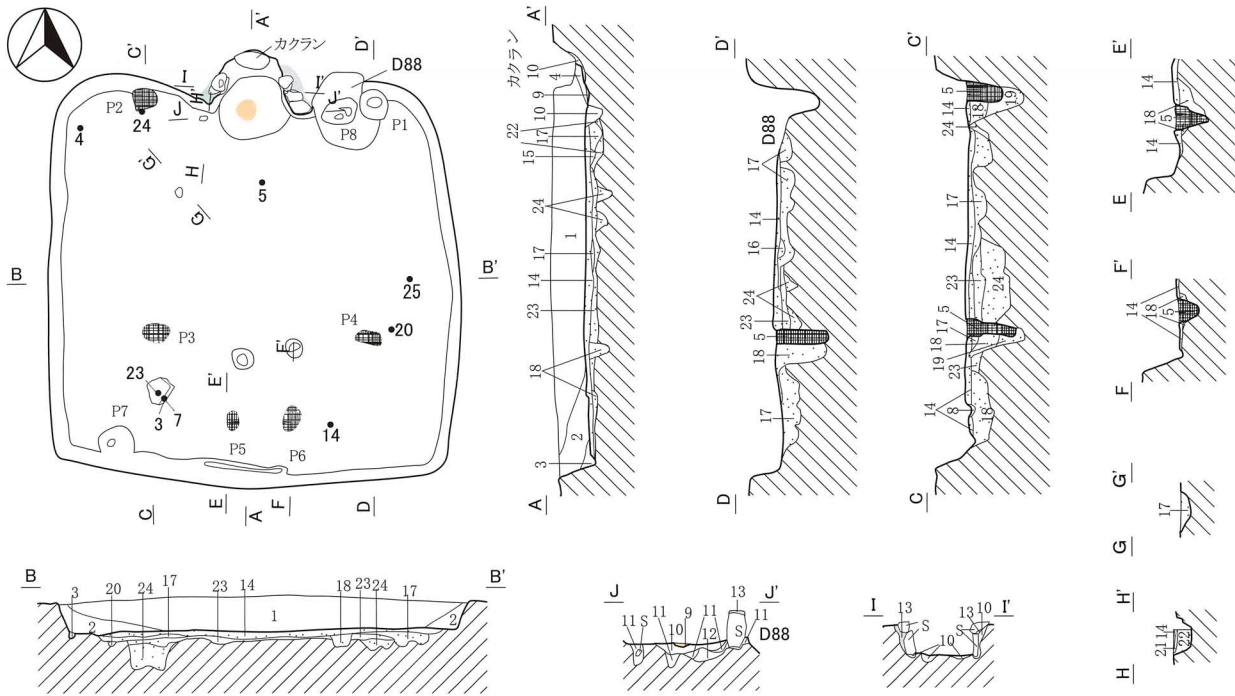 A'
カクラン
C'
D'
D88
I
I'
H'
J
J'
P2
P1
P8
24
4
G'
H
5
G
B
B'
25
P3
P4
20
F'
E'
23
3
7
P7
P5
P6
14
C
E
A
F
D
A'
カクラン
10
4
9
10
22
17
15
24
1
17
14
23
18
2
3
A
D'
D88
17
17
14
16
24
23
5
18
17
D
C'
5
14
24
18
19
17
14
23
24
5
17
18
19
23
14
8
18
C
E'
14
18
5
14
E
F'
14
18
5
F
G'
17
G
H'
14
21
22
H
B
B'
3
20
24
17
23
14
18
23
24
17
2
1
2
J
J'
11
S
11
9
11
13
10
12
S
11
D88
I
I'
13
S
13
10
S
10